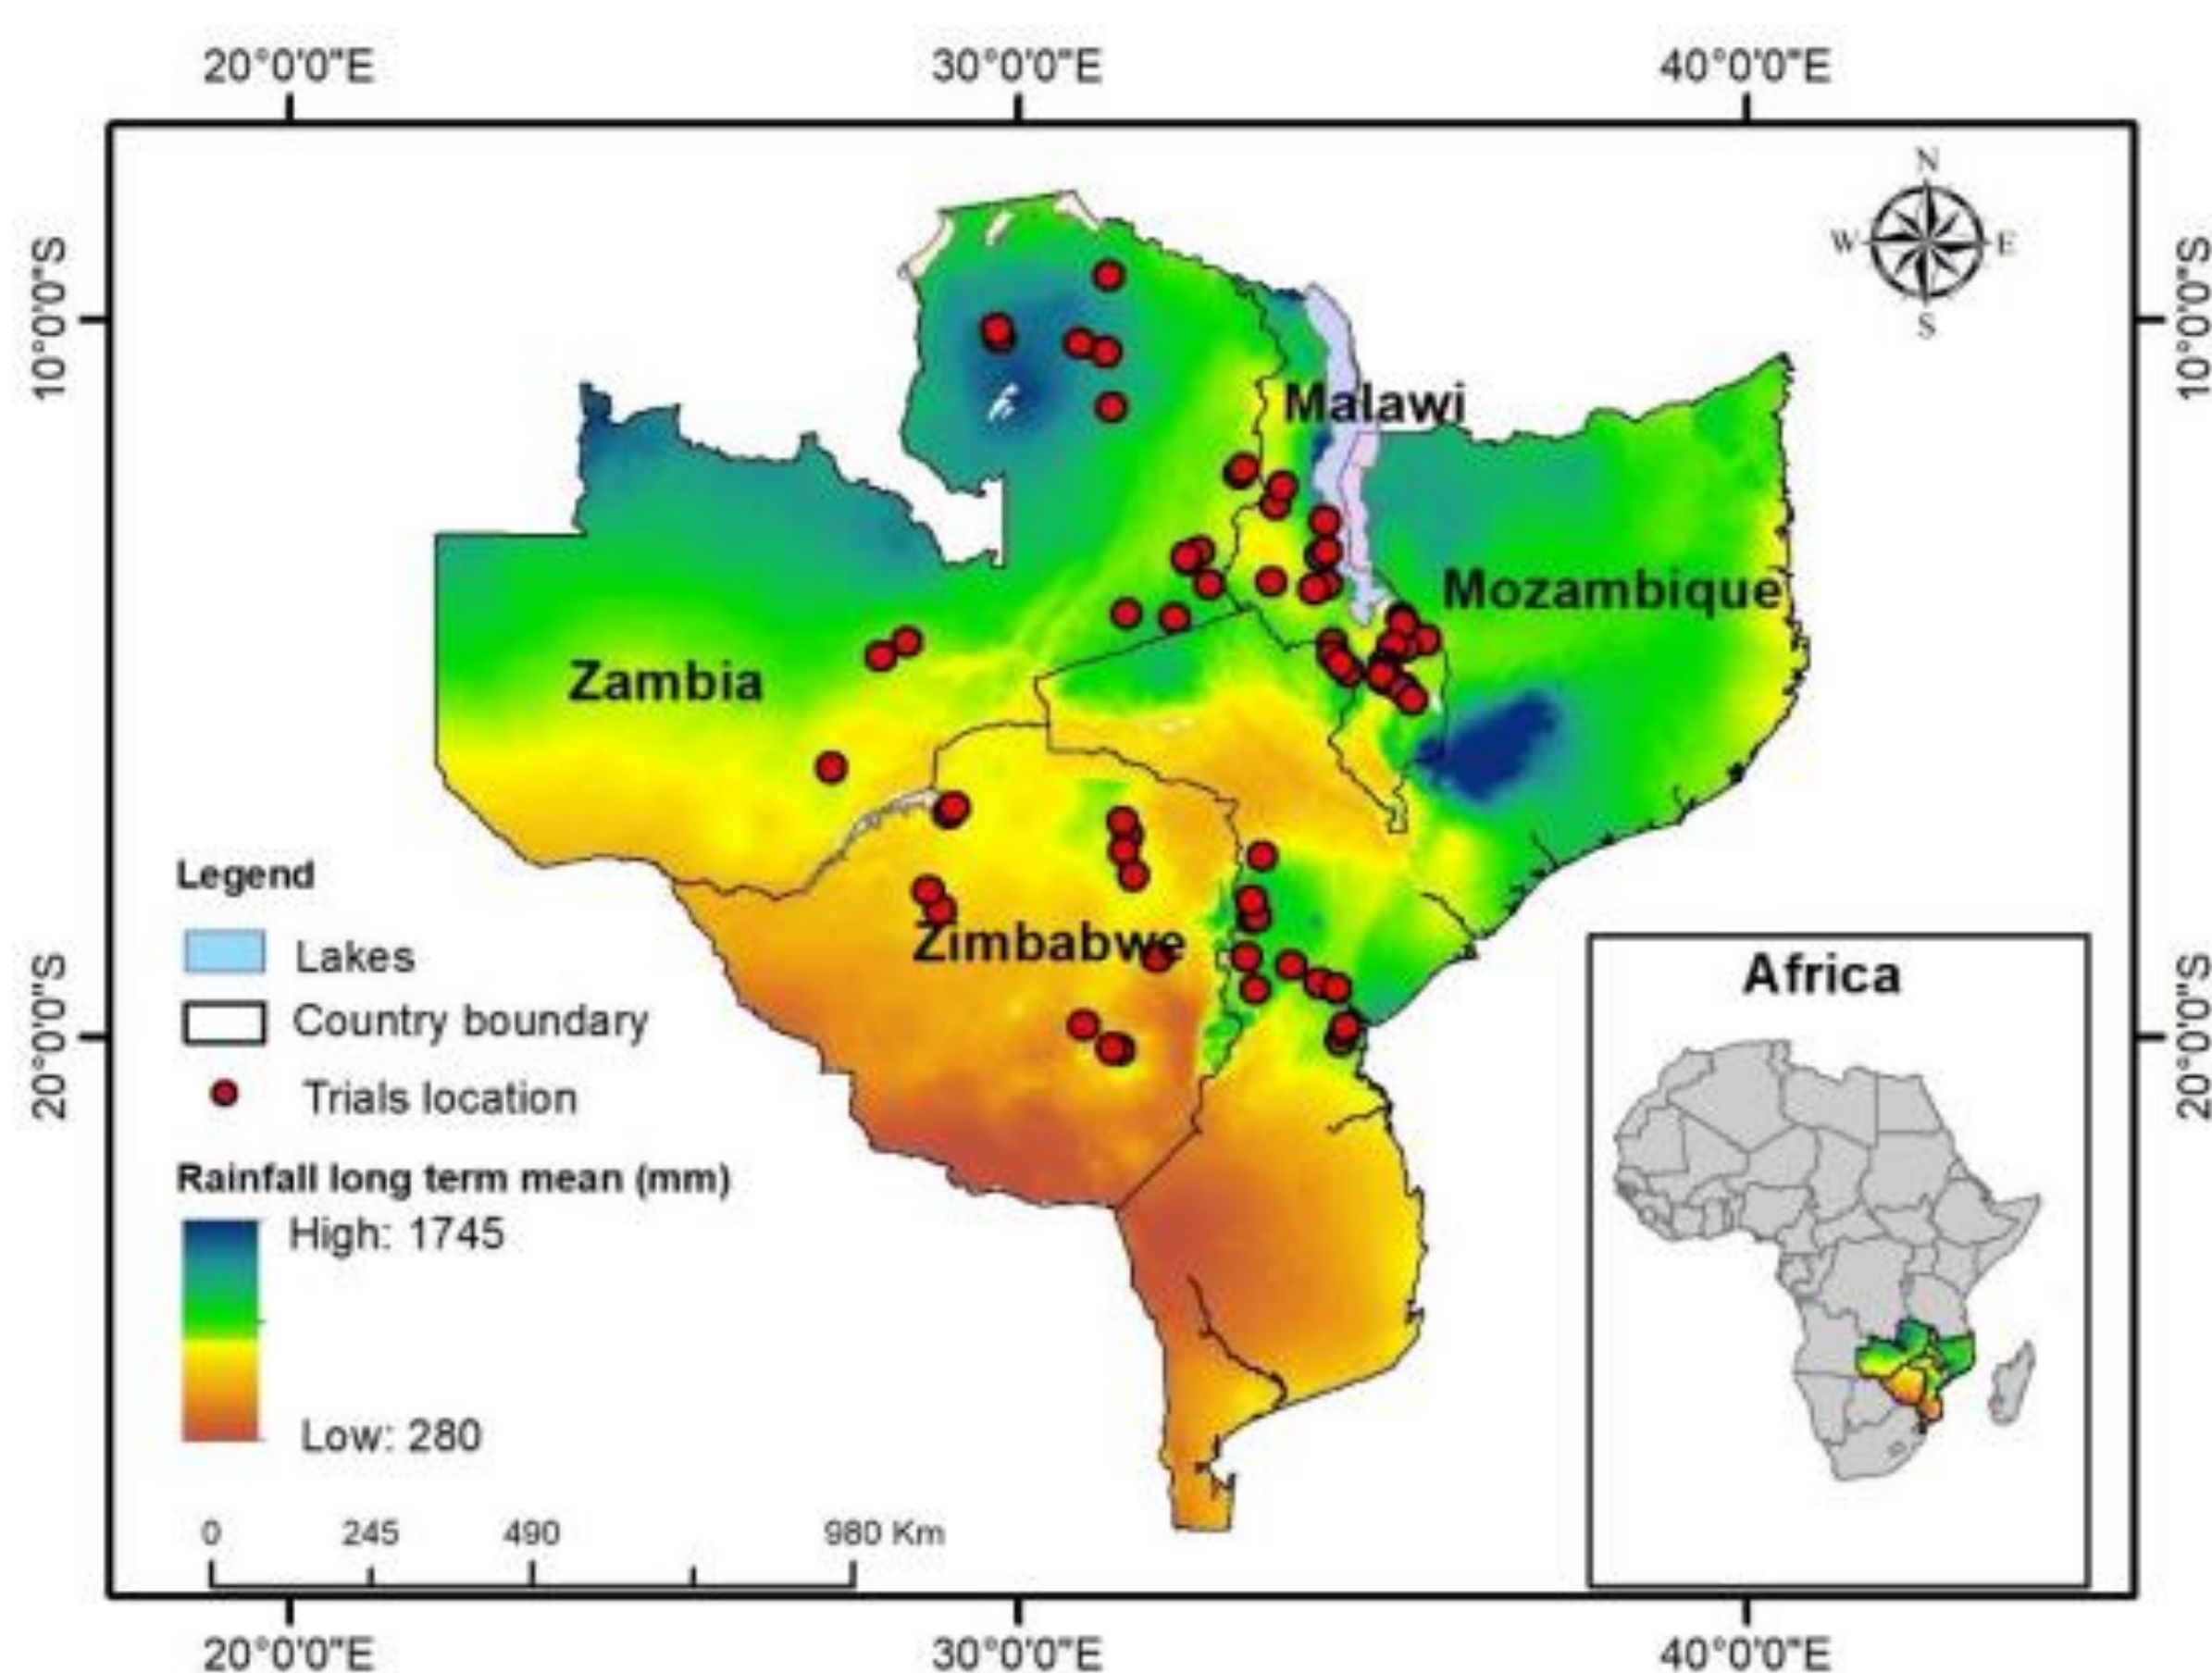 20°0'0"E 30°0'0"E 40°0'0"E
N
W E
S
10°0'0"S 10°0'0"S
Malawi
Mozambique
Zambia
Legend
Lakes
Country boundary
Trials location
Zimbabwe
20°0'0"S 20°0'0"S
Africa
Rainfall long term mean (mm)
High: 1745
Low: 280
0 245 490 980 Km
20°0'0"E 30°0'0"E 40°0'0"E